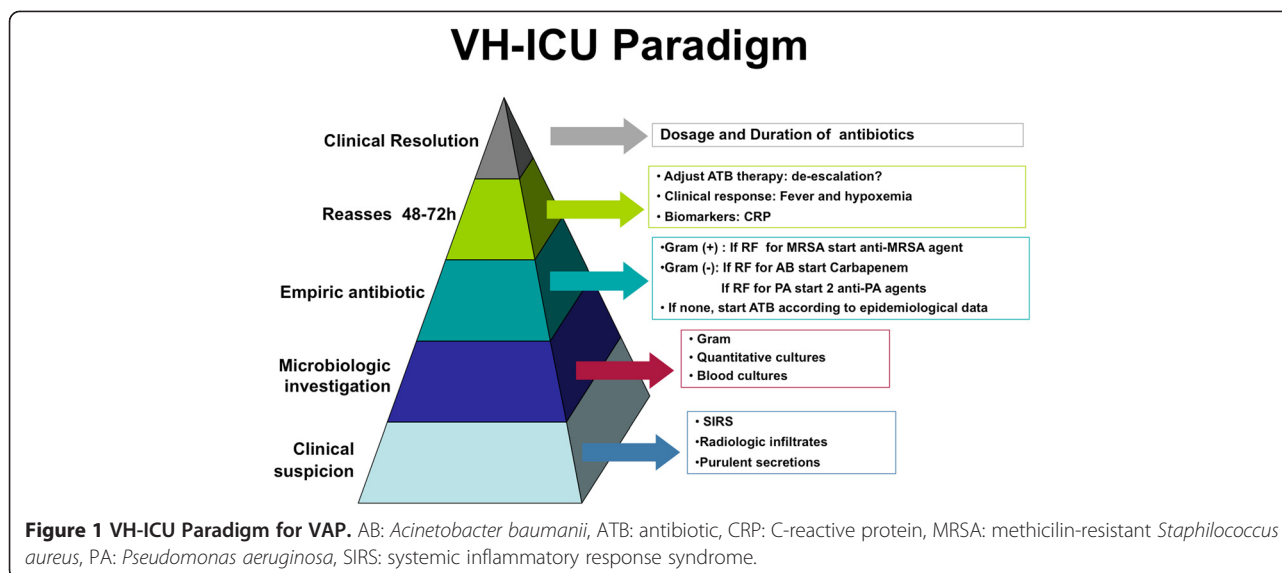 VH-ICU Paradigm
Clinical Resolution
Dosage and Duration of antibiotics
Reasses 48-72h
• Adjust ATB therapy: de-escalation?
• Clinical response: Fever and hypoxemia
• Biomarkers: CRP
Empiric antibiotic
•Gram (+) : If RF for MRSA start anti-MRSA agent
•Gram (-): If RF for AB start Carbapenem
If RF for PA start 2 anti-PA agents
• If none, start ATB according to epidemiological data
Microbiologic
investigation
• Gram
• Quantitative cultures
• Blood cultures
Clinical
suspicion
• SIRS
•Radiologic infiltrates
•Purulent secretions
Figure 1 VH-ICU Paradigm for VAP. AB: Acinetobacter baumanii, ATB: antibiotic, CRP: C-reactive protein, MRSA: methicilin-resistant Staphilococcus
aureus, PA: Pseudomonas aeruginosa, SIRS: systemic inflammatory response syndrome.